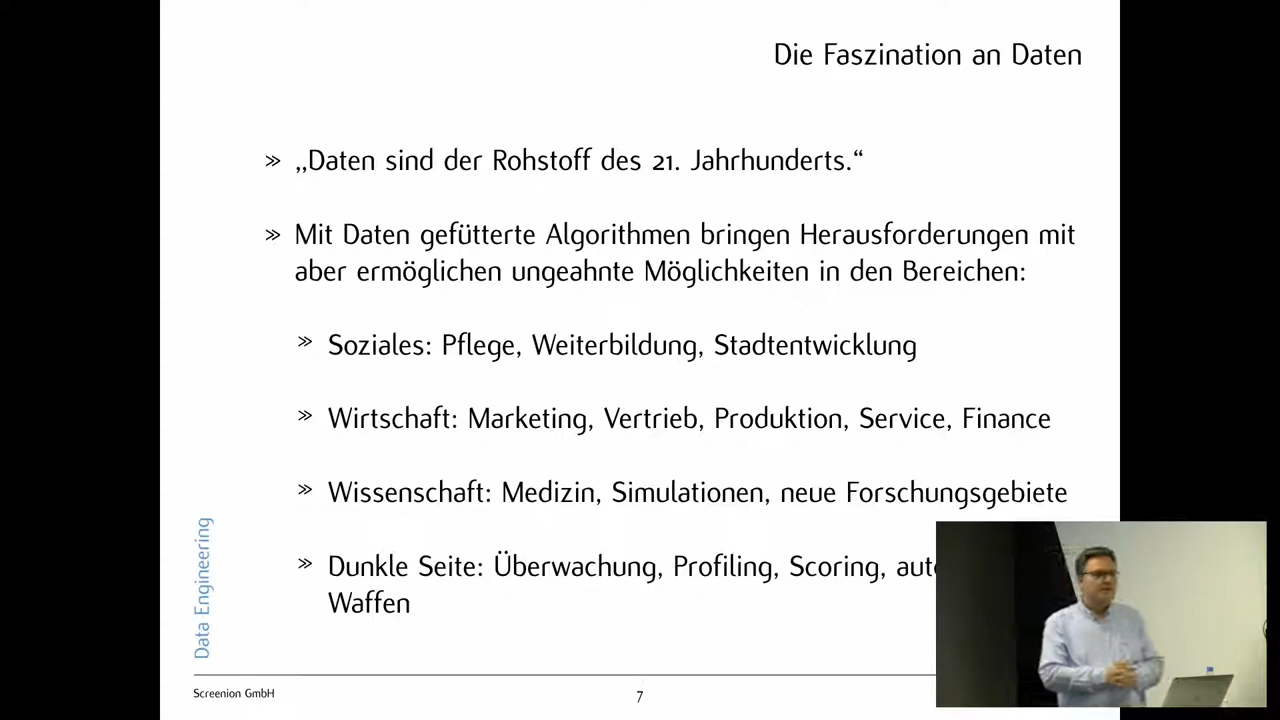 Die Faszination an Daten
» „Daten sind der Rohstoff des 21. Jahrhunderts.“
» Mit Daten gefütterte Algorithmen bringen Herausforderungen mit
aber ermöglichen ungeahnte Möglichkeiten in den Bereichen:
» Soziales: Pflege, Weiterbildung, Stadtentwicklung
» Wirtschaft: Marketing, Vertrieb, Produktion, Service, Finance
» Wissenschaft: Medizin, Simulationen, neue Forschungsgebiete
» Dunkle Seite: Überwachung, Profiling, Scoring,
Waffen
Data Engineering
Screenion GmbH
7